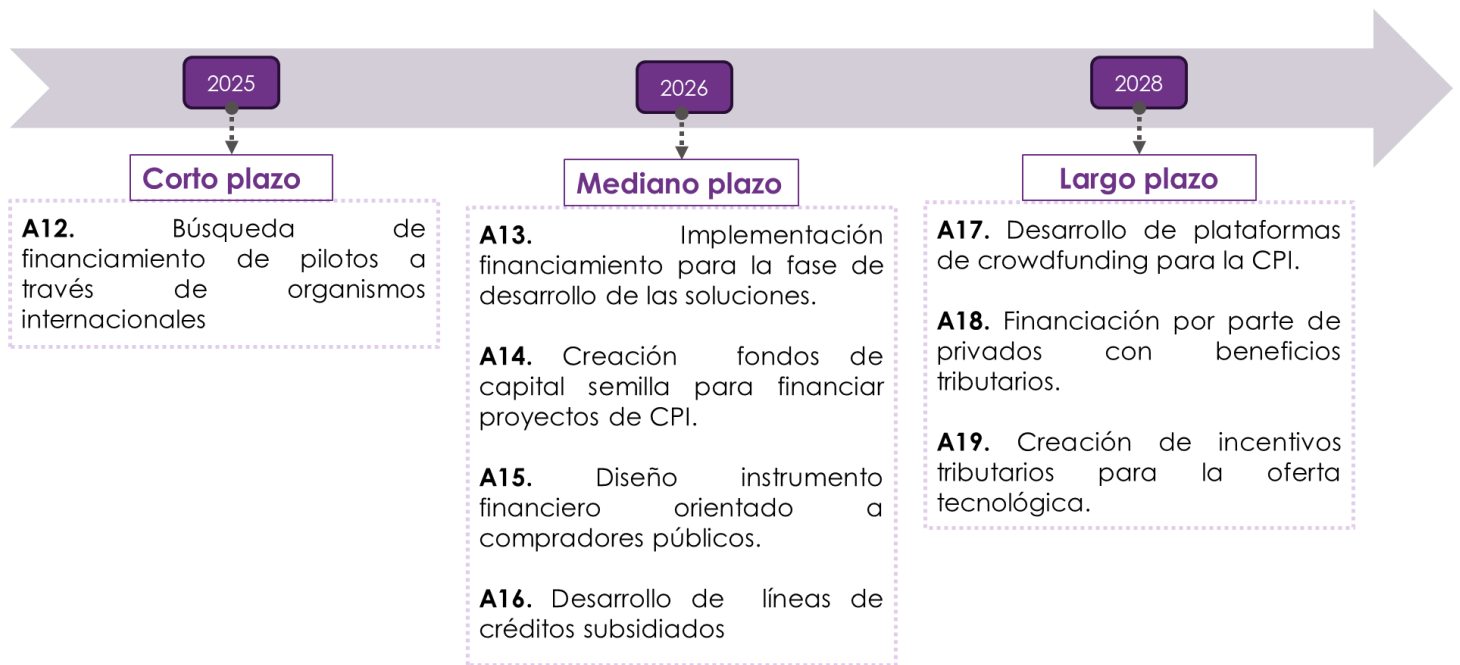 2025
2026
2028
Corto plazo
A12. Búsqueda de
financiamiento de pilotos a
través de organismos
internacionales
Mediano plazo
A13. Implementación
financiamiento para la fase de
desarrollo de las soluciones.
A14. Creación fondos de
capital semilla para financiar
proyectos de CPI.
A15. Diseño instrumento
financiero orientado a
compradores públicos.
A16. Desarrollo de líneas de
créditos subsidiados
Largo plazo
A17. Desarrollo de plataformas
de crowdfunding para la CPI.
A18. Financiación por parte de
privados con beneficios
tributarios.
A19. Creación de incentivos
tributarios para la oferta
tecnológica.